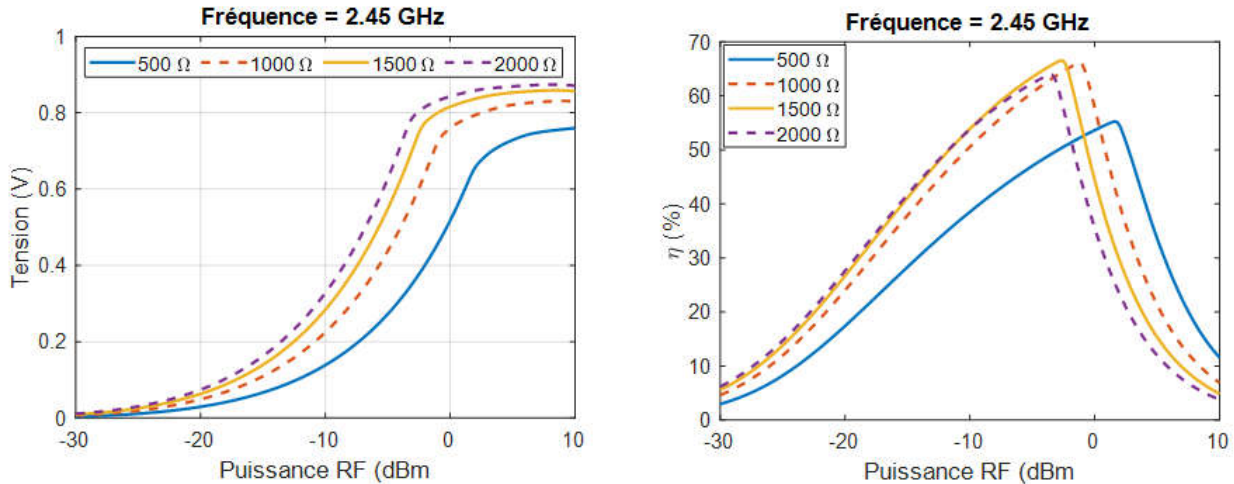 Fréquence = 2.45 GHz
1
0.8
0.6
0.4
0.2
0
Tension (V)
500 Ω 1000 Ω 1500 Ω 2000 Ω
-30 -20 -10 0 10
Puissance RF (dBm
Fréquence = 2.45 GHz
70
60
50
40
30
20
10
0
η (%)
500 Ω
1000 Ω
1500 Ω
2000 Ω
-30 -20 -10 0 10
Puissance RF (dBm